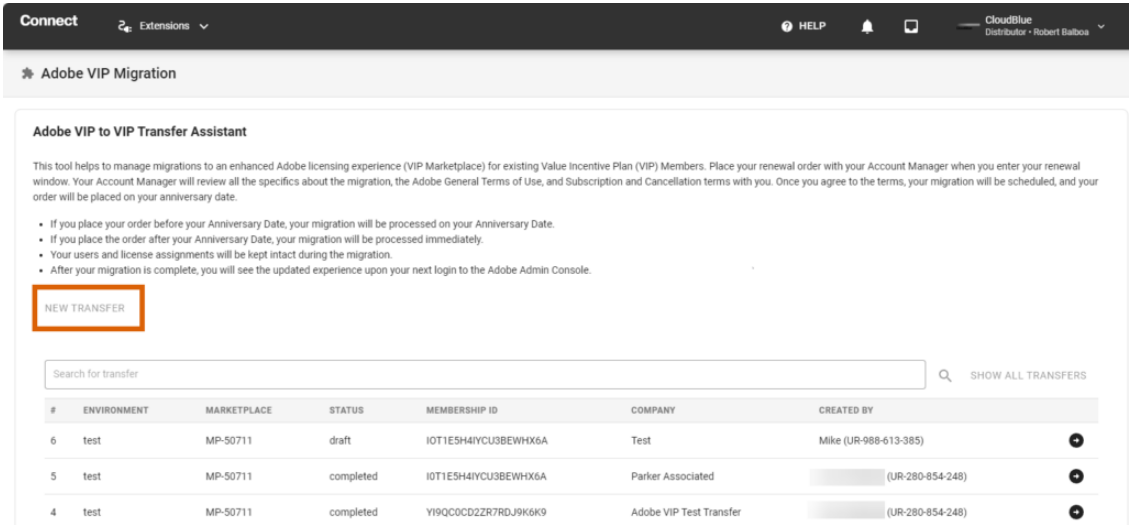 Connect
Extensions
HELP
CloudBlue
Distributor • Robert Balboa
Adobe VIP Migration
Adobe VIP to VIP Transfer Assistant
This tool helps to manage migrations to an enhanced Adobe licensing experience (VIP Marketplace) for existing Value Incentive Plan (VIP) Members. Place your renewal order with your Account Manager when you enter your renewal
window. Your Account Manager will review all the specifics about the migration, the Adobe General Terms of Use, and Subscription and Cancellation terms with you. Once you agree to the terms, your migration will be scheduled, and your
order will be placed on your anniversary date.
• If you place your order before your Anniversary Date, your migration will be processed on your Anniversary Date.
• If you place the order after your Anniversary Date, your migration will be processed immediately.
• Your users and license assignments will be kept intact during the migration.
• After your migration is complete, you will see the updated experience upon your next login to the Adobe Admin Console.
NEW TRANSFER
Search for transfer
SHOW ALL TRANSFERS
# ENVIRONMENT MARKETPLACE STATUS MEMBERSHIP ID COMPANY CREATED BY
6 test MP-50711 draft IOT1E5H4IYCU3BEWHX6A Test Mike (UR-988-613-385)
5 test MP-50711 completed I0T1E5H4IYCU3BEWHX6A Parker Associated (UR-280-854-248)
4 test MP-50711 completed YI9QC0CD2ZR7RDJ9K6K9 Adobe VIP Test Transfer (UR-280-854-248)